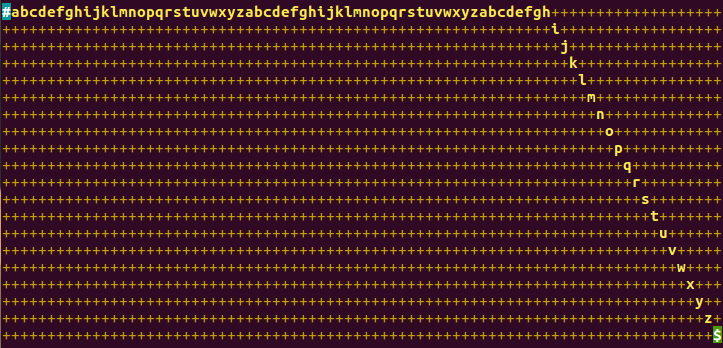 #abcdefghijklmnopqrstuvwxyzabcdefghijklmnopqrstuvwxyzabcdefgh+++++++++++++++++++
+++++++++++++++++++++++++++++++++++++++++++++++++++++++++++++i++++++++++++++++++
++++++++++++++++++++++++++++++++++++++++++++++++++++++++++++++j+++++++++++++++++
+++++++++++++++++++++++++++++++++++++++++++++++++++++++++++++++k++++++++++++++++
++++++++++++++++++++++++++++++++++++++++++++++++++++++++++++++++l+++++++++++++++
+++++++++++++++++++++++++++++++++++++++++++++++++++++++++++++++++m++++++++++++++
++++++++++++++++++++++++++++++++++++++++++++++++++++++++++++++++++n+++++++++++++
+++++++++++++++++++++++++++++++++++++++++++++++++++++++++++++++++++o++++++++++++
++++++++++++++++++++++++++++++++++++++++++++++++++++++++++++++++++++p+++++++++++
+++++++++++++++++++++++++++++++++++++++++++++++++++++++++++++++++++++q++++++++++
++++++++++++++++++++++++++++++++++++++++++++++++++++++++++++++++++++++r+++++++++
+++++++++++++++++++++++++++++++++++++++++++++++++++++++++++++++++++++++s++++++++
++++++++++++++++++++++++++++++++++++++++++++++++++++++++++++++++++++++++t+++++++
+++++++++++++++++++++++++++++++++++++++++++++++++++++++++++++++++++++++++u++++++
++++++++++++++++++++++++++++++++++++++++++++++++++++++++++++++++++++++++++v+++++
+++++++++++++++++++++++++++++++++++++++++++++++++++++++++++++++++++++++++++w++++
++++++++++++++++++++++++++++++++++++++++++++++++++++++++++++++++++++++++++++x+++
+++++++++++++++++++++++++++++++++++++++++++++++++++++++++++++++++++++++++++++y++
++++++++++++++++++++++++++++++++++++++++++++++++++++++++++++++++++++++++++++++z+
+++++++++++++++++++++++++++++++++++++++++++++++++++++++++++++++++++++++++++++++$